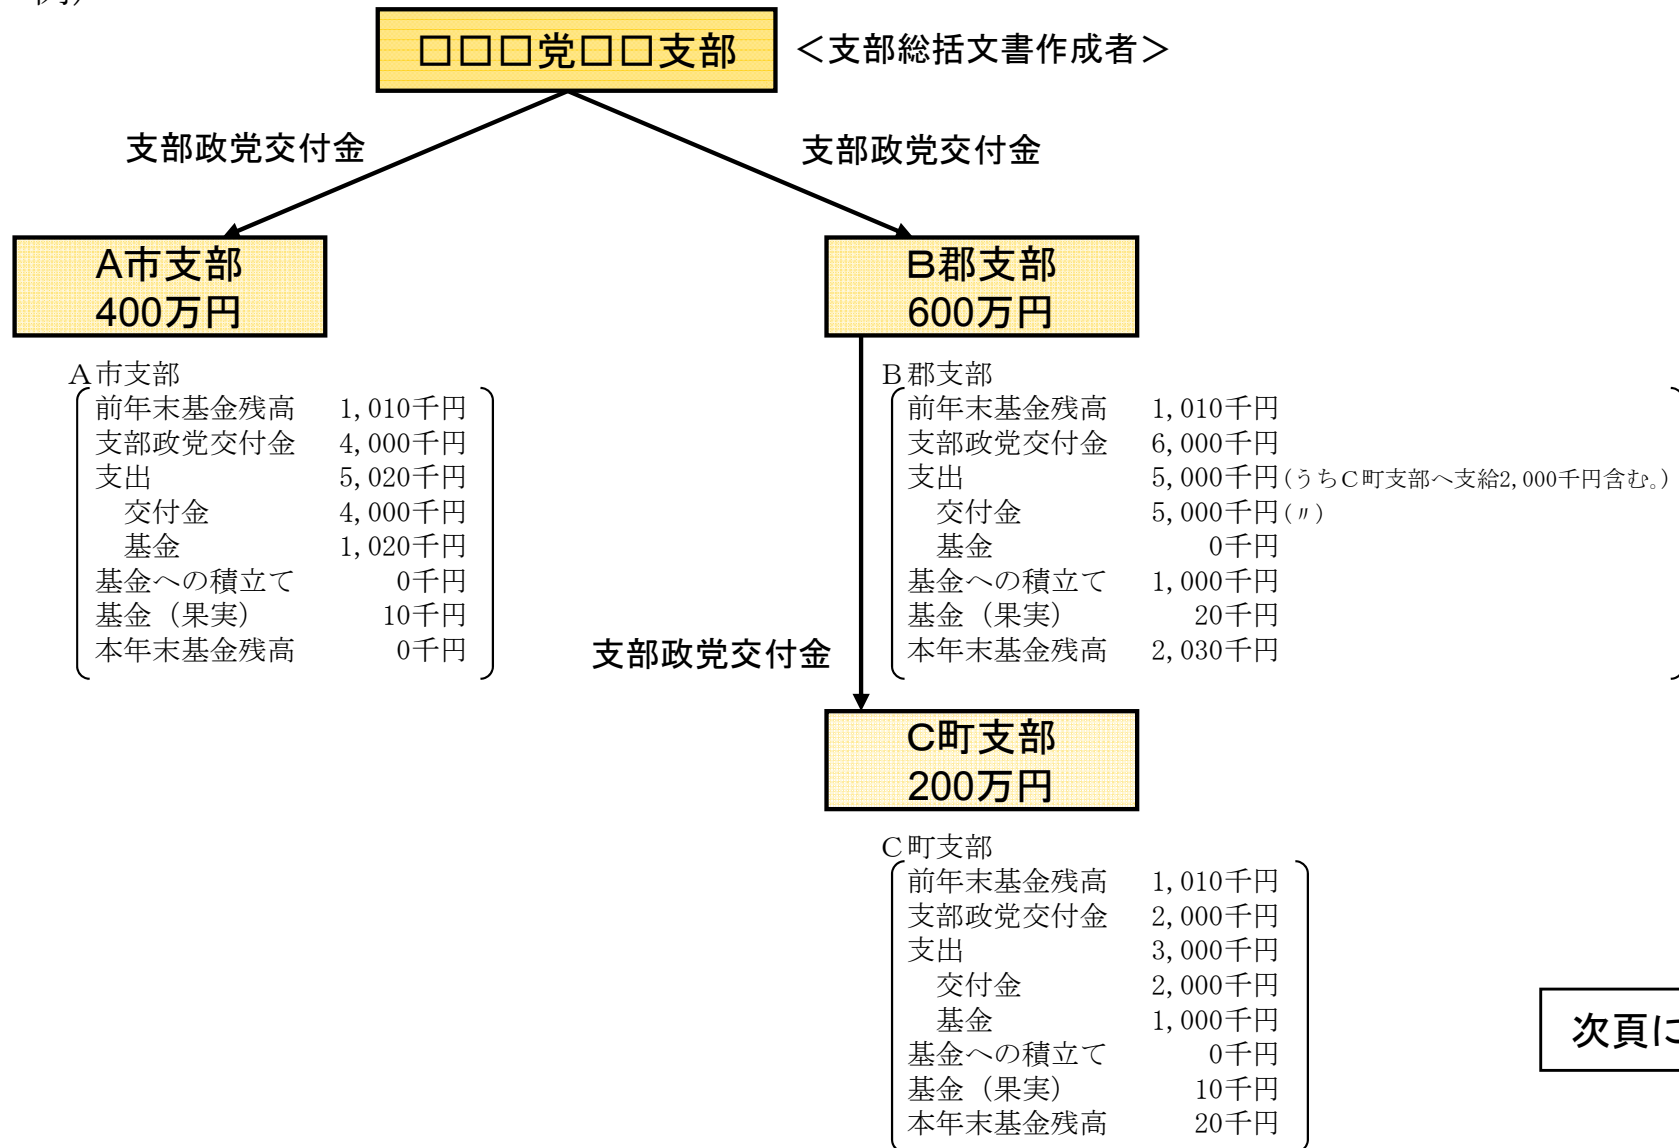 例)
□□□党□□支部
＜支部総括文書作成者＞
支部政党交付金
支部政党交付金
A市支部
400万円
B郡支部
600万円
A市支部
前年末基金残高 1,010千円
支部政党交付金 4,000千円
支出 5,020千円
交付金 4,000千円
基金 1,020千円
基金への積立て 0千円
基金（果実） 10千円
本年末基金残高 0千円
B郡支部
前年末基金残高 1,010千円
支部政党交付金 6,000千円
支出 5,000千円(うちC町支部へ支給2,000千円含む。)
交付金 5,000千円(〃)
基金 0千円
基金への積立て 1,000千円
基金（果実） 20千円
本年末基金残高 2,030千円
支部政党交付金
C町支部
200万円
C町支部
前年末基金残高 1,010千円
支部政党交付金 2,000千円
支出 3,000千円
交付金 2,000千円
基金 1,000千円
基金への積立て 0千円
基金（果実） 10千円
本年末基金残高 20千円
次頁に